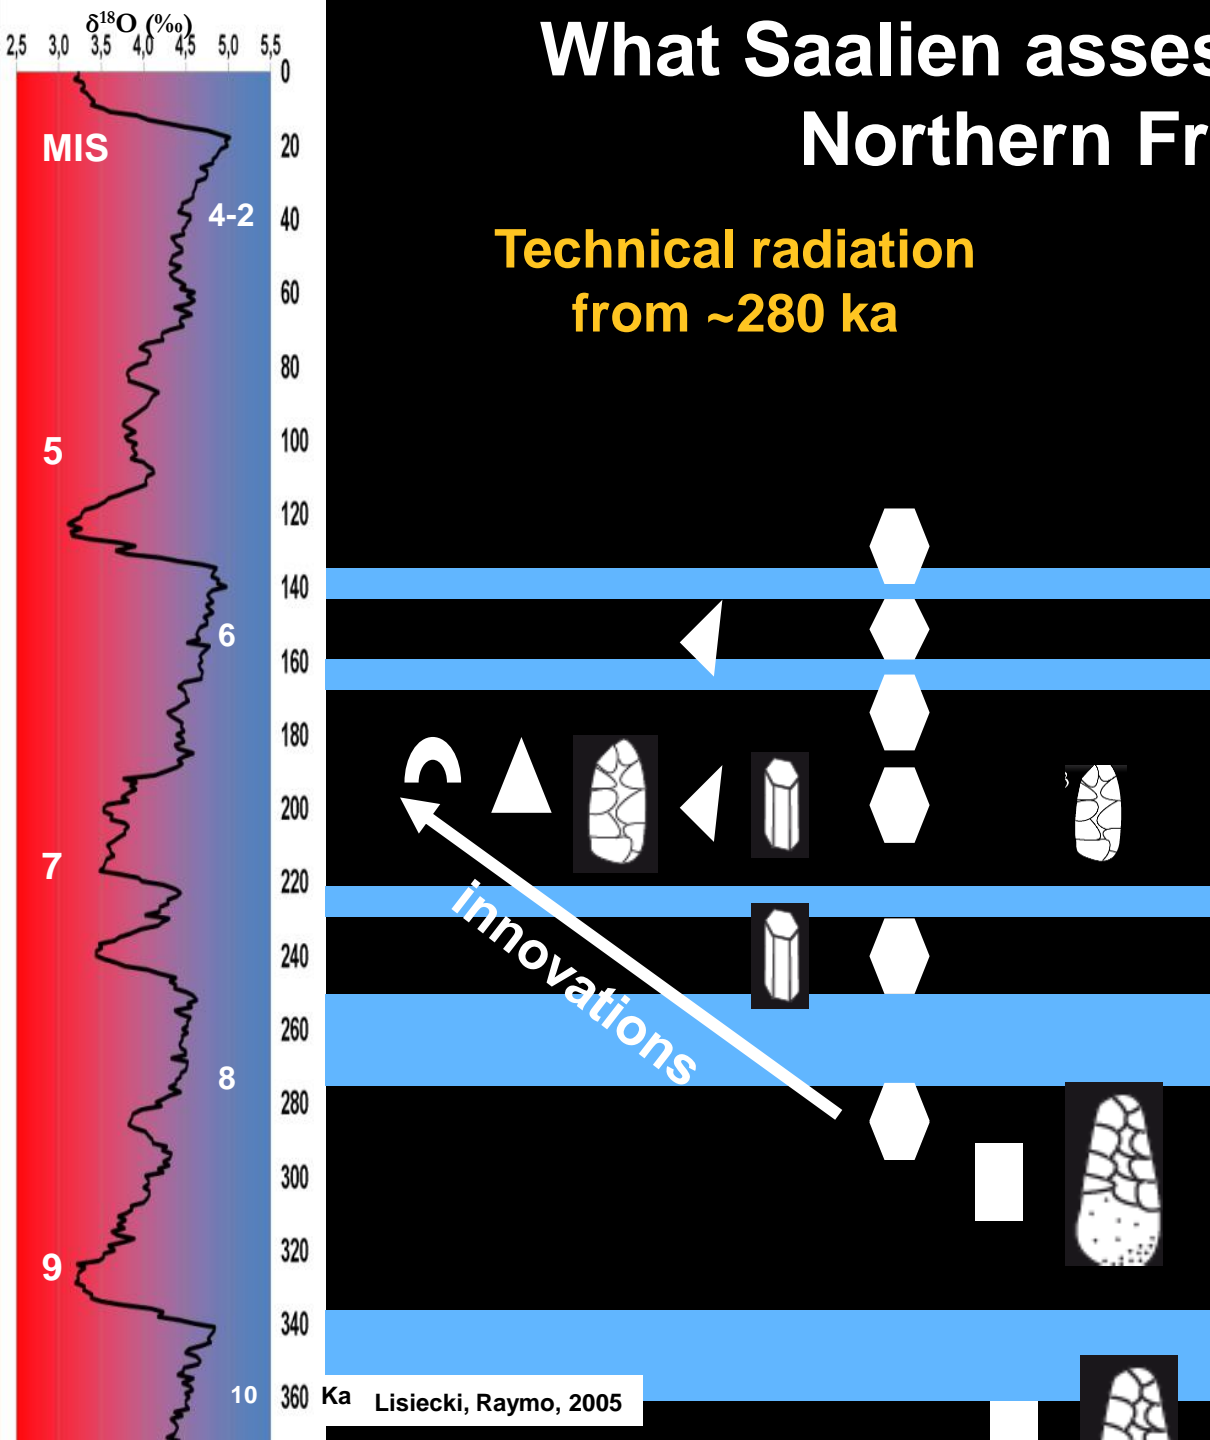 δ¹⁸O (‰)
2,5 3,0 3,5 4,0 4,5 5,0 5,5
What Saalien asses
Northern Fr
Technical radiation
from ~280 ka
MIS
4-2
5
6
7
8
9
10
0
20
40
60
80
100
120
140
160
180
200
220
240
260
280
300
320
340
360 Ka
innovations
Lisiecki, Raymo, 2005